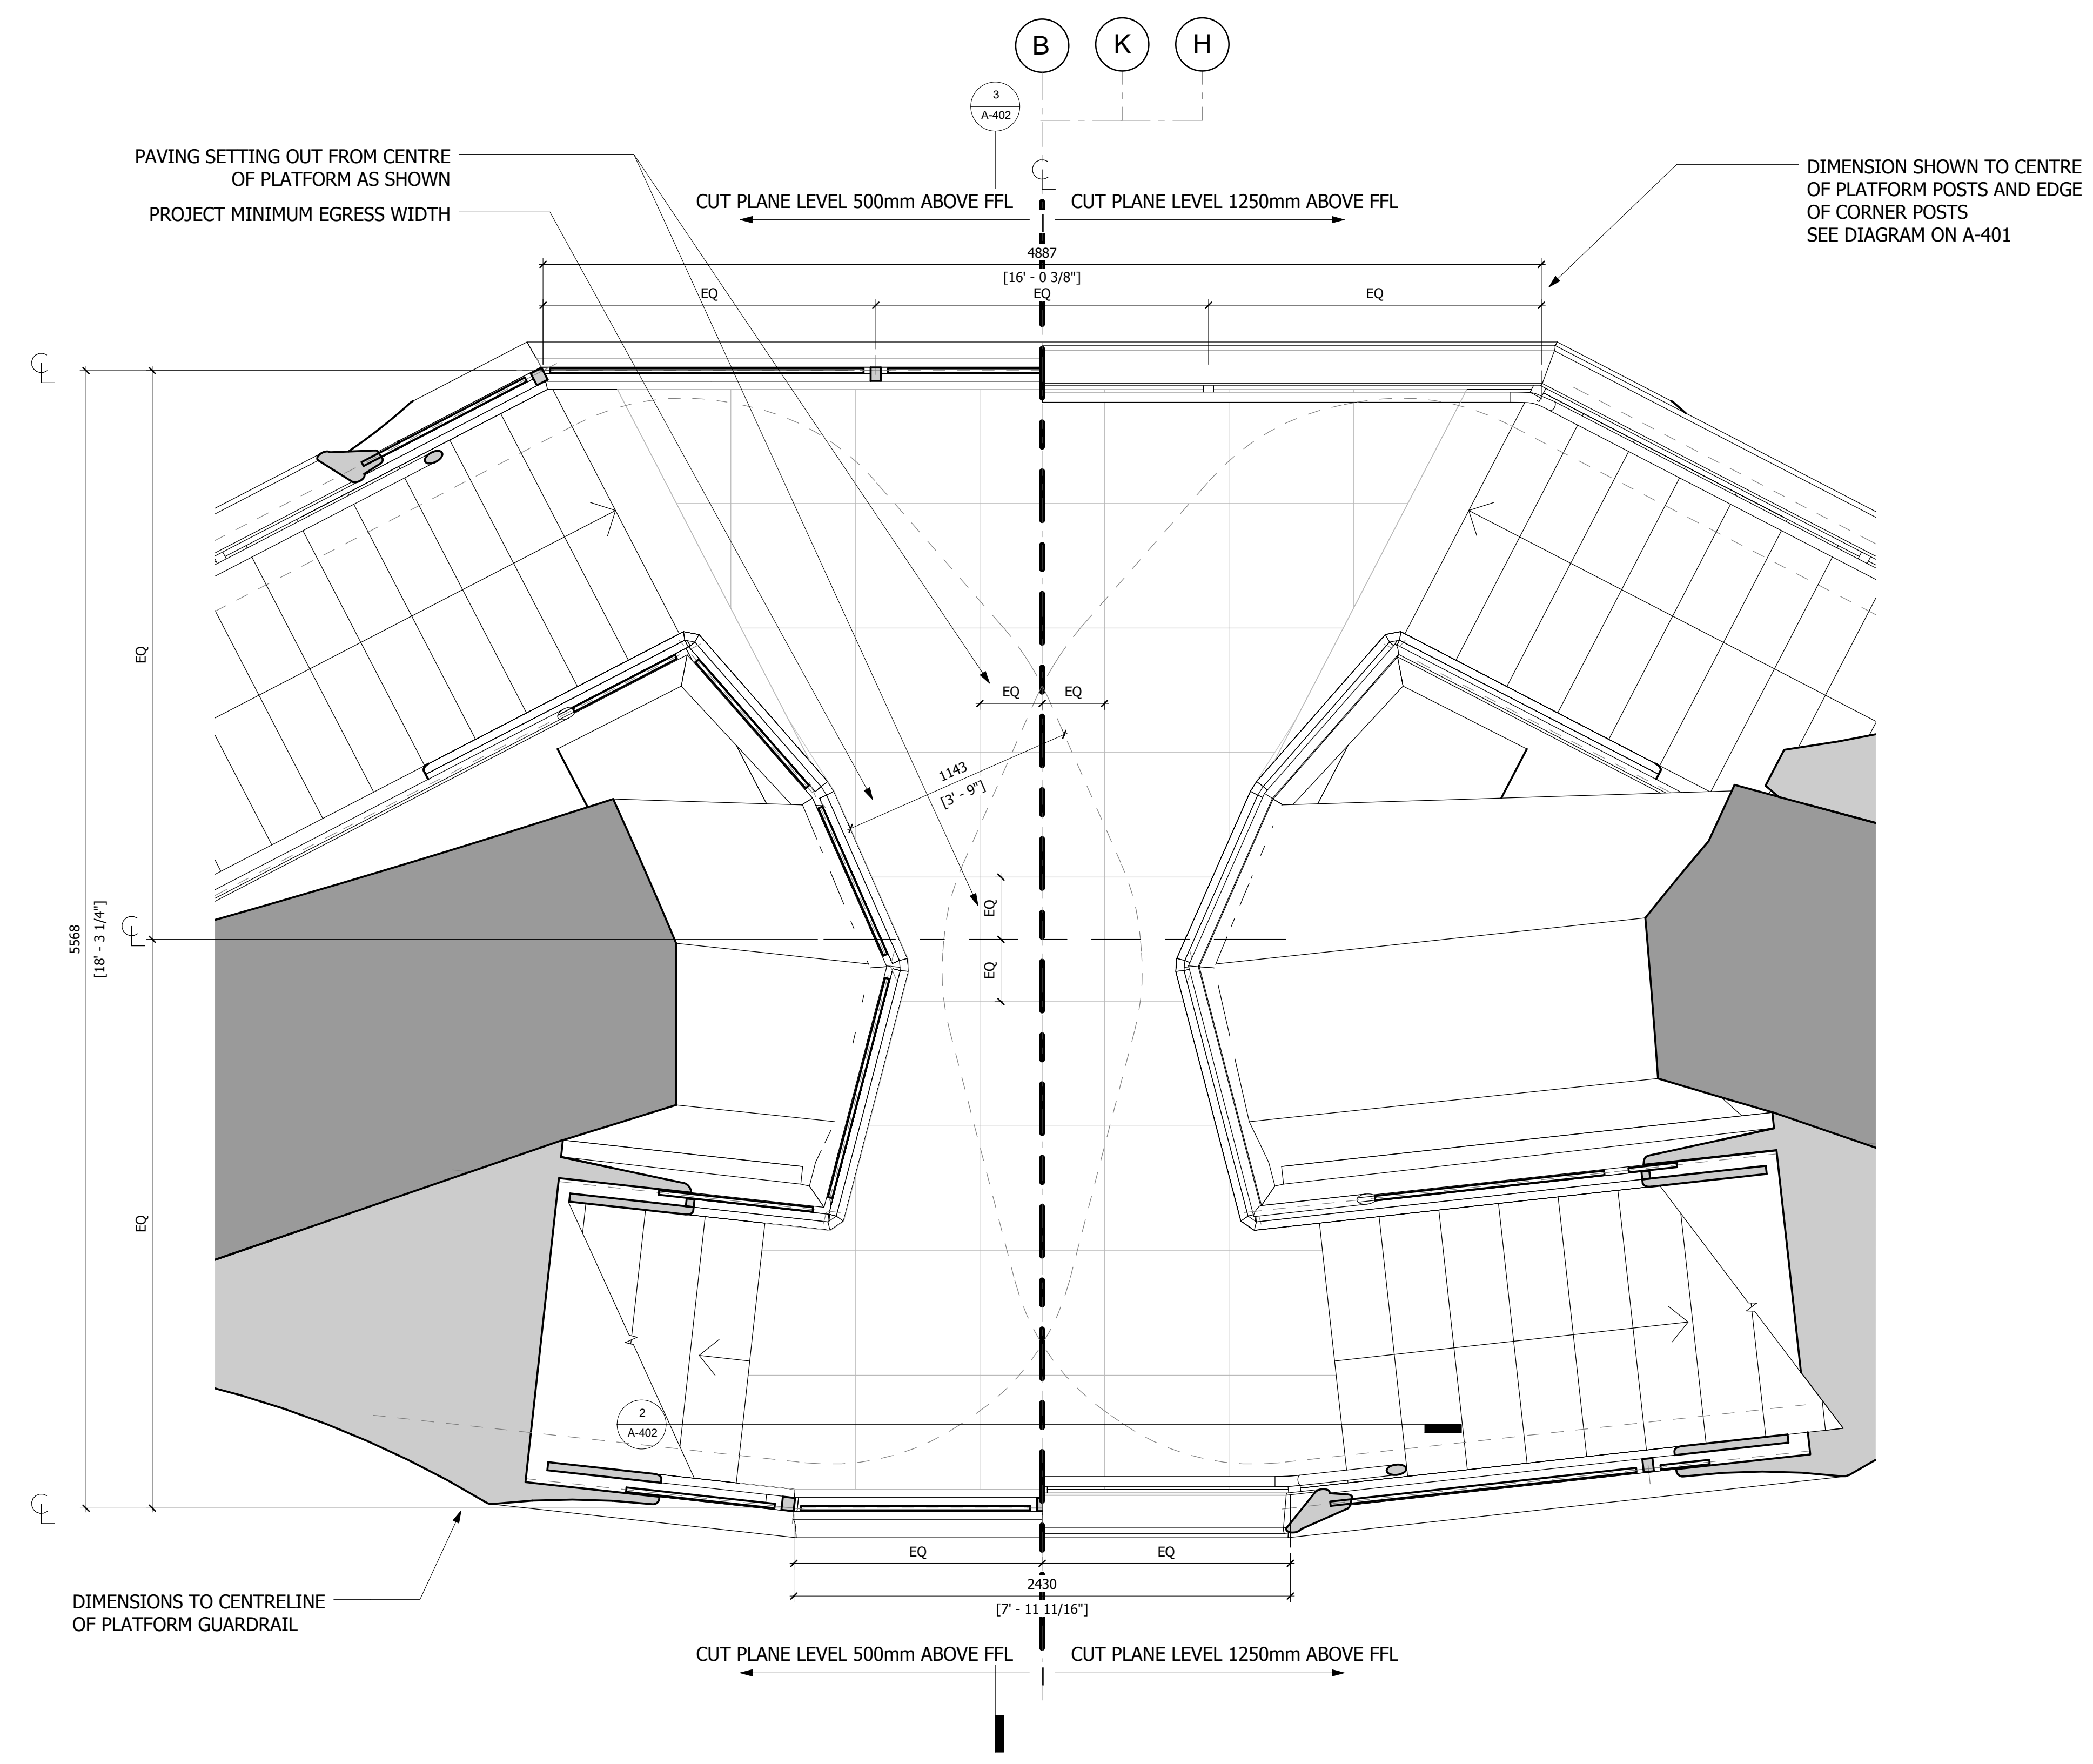 B
K
H
3
A-402
PAVING SETTING OUT FROM CENTRE
OF PLATFORM AS SHOWN
PROJECT MINIMUM EGRESS WIDTH
DIMENSION SHOWN TO CENTRE
OF PLATFORM POSTS AND EDGE
OF CORNER POSTS
SEE DIAGRAM ON A-401
CL
CUT PLANE LEVEL 500mm ABOVE FFL
CUT PLANE LEVEL 1250mm ABOVE FFL
4887
[16' - 0 3/8"]
EQ
EQ
EQ
CL
EQ
EQ
EQ
1143
[3' - 9"]
EQ
CL
5568
[18' - 3 1/4"]
EQ
EQ
2
A-402
CL
EQ
EQ
2430
[7' - 11 11/16"]
DIMENSIONS TO CENTRELINE
OF PLATFORM GUARDRAIL
CUT PLANE LEVEL 500mm ABOVE FFL
CUT PLANE LEVEL 1250mm ABOVE FFL